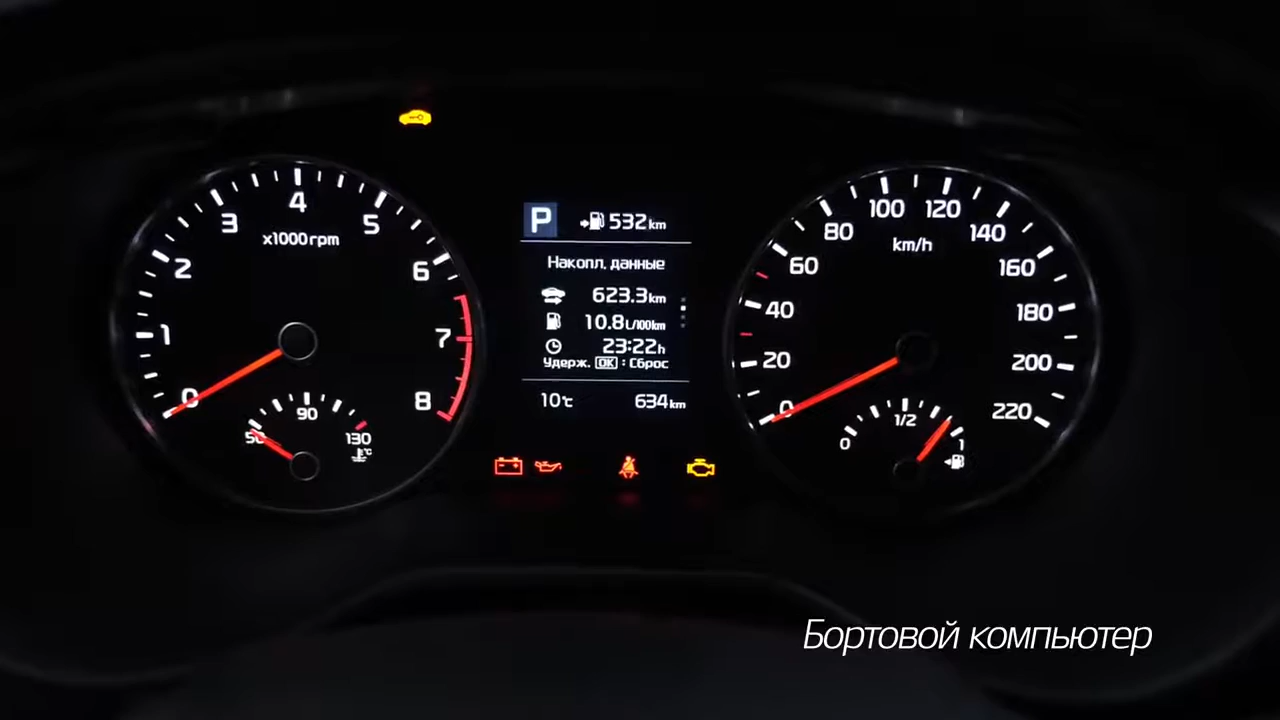 4
3 5
x1000rpm
2 6
1 7
0 8
90
50 130
°C
P 532km
Накопл. данные
623.3km
10.8L/100km
23:22h
Удерж. OK : Сброс
10°C 634km
100 120
80 140
km/h
60 160
40 180
20 200
0 220
1/2
0 1
Бортовой компьютер